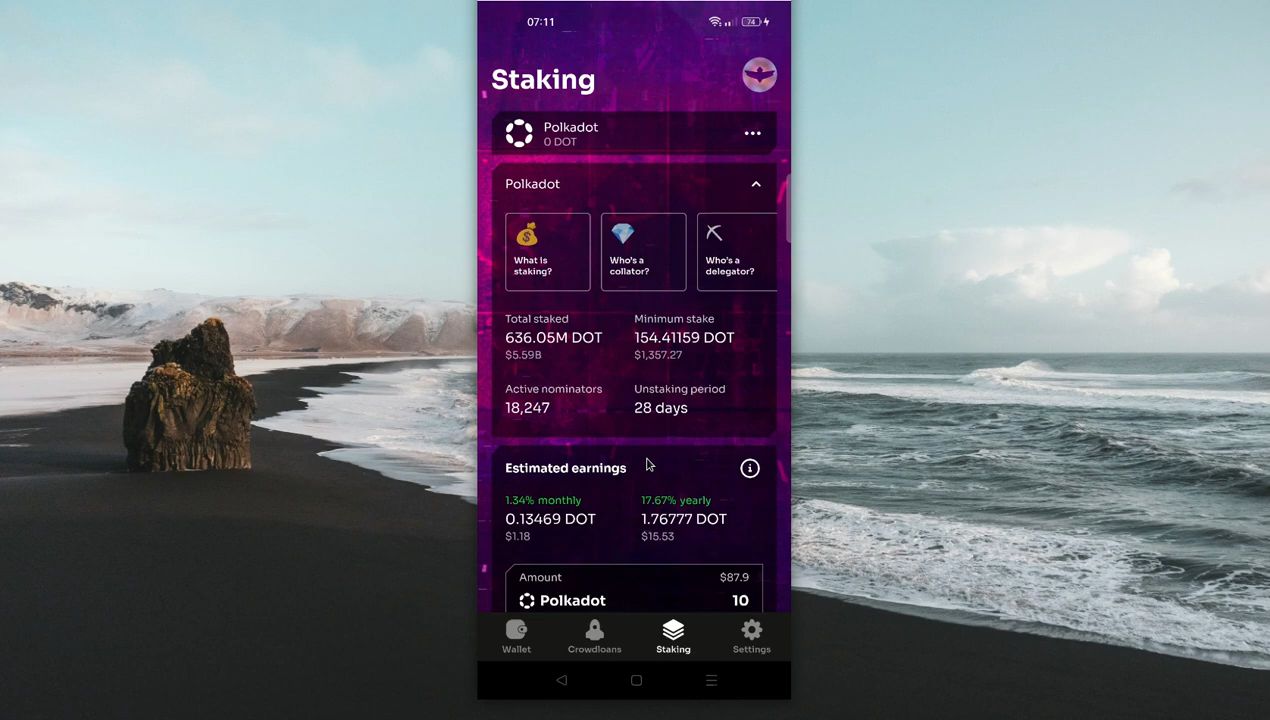 07:11
74
Staking
Polkadot
0 DOT
Polkadot
What is
staking?
Who's a
collator?
Who's a
delegator?
Total staked
Minimum stake
636.05M DOT
154.41159 DOT
$5.59B
$1,357.27
Active nominators
Unstaking period
18,247
28 days
Estimated earnings
1.34% monthly
17.67% yearly
0.13469 DOT
1.76777 DOT
$1.18
$15.53
Amount
$87.9
Polkadot
10
Wallet
Crowdloans
Staking
Settings